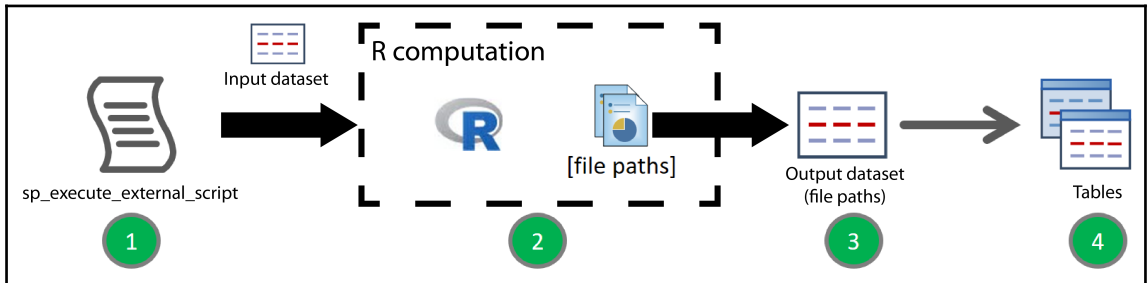 R computation
Input dataset
R
[file paths]
sp_execute_external_script
Output dataset
(file paths)
Tables
1
2
3
4